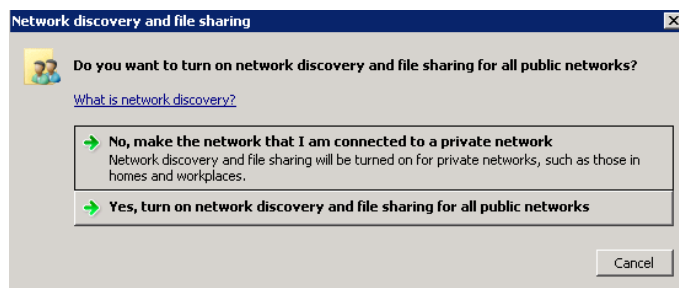 Network discovery and file sharing
Do you want to turn on network discovery and file sharing for all public networks?
What is network discovery?
No, make the network that I am connected to a private network
Network discovery and file sharing will be turned on for private networks, such as those in
homes and workplaces.
Yes, turn on network discovery and file sharing for all public networks
Cancel